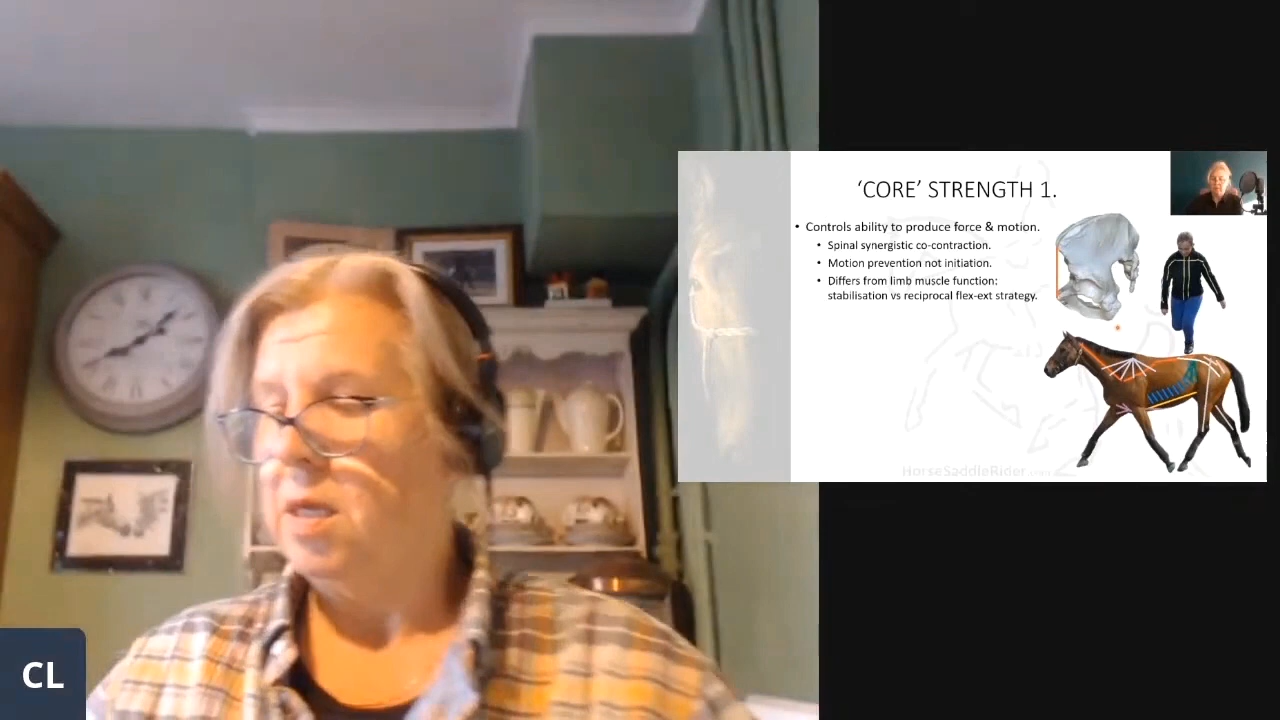 'CORE' STRENGTH 1.
• Controls ability to produce force & motion.
• Spinal synergistic co-contraction.
• Motion prevention not initiation.
• Differs from limb muscle function:
stabilisation vs reciprocal flex-ext strategy.
HorseSaddleRider.com
CL